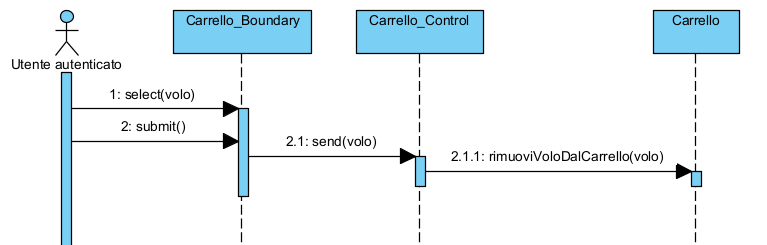 Carrello_Boundary
Carrello_Control
Carrello
Utente autenticato
1: select(volo)
2: submit()
2.1: send(volo)
2.1.1: rimuoviVoloDalCarrello(volo)